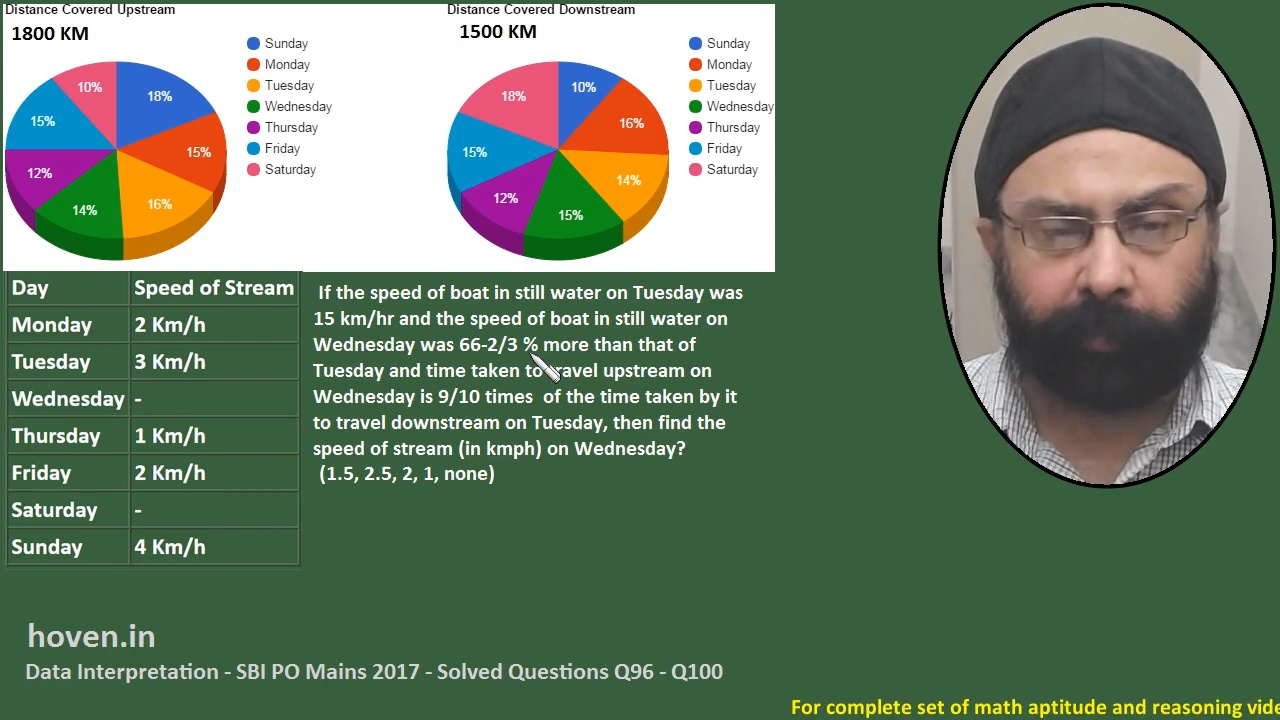 Distance Covered Upstream
1800 KM
Sunday
Monday
Tuesday
Wednesday
Thursday
Friday
Saturday
18%
15%
16%
14%
12%
15%
10%
Distance Covered Downstream
1500 KM
Sunday
Monday
Tuesday
Wednesday
Thursday
Friday
Saturday
10%
16%
14%
15%
12%
15%
18%
Day Speed of Stream
Monday 2 Km/h
Tuesday 3 Km/h
Wednesday -
Thursday 1 Km/h
Friday 2 Km/h
Saturday -
Sunday 4 Km/h
If the speed of boat in still water on Tuesday was
15 km/hr and the speed of boat in still water on
Wednesday was 66-2/3 % more than that of
Tuesday and time taken to travel upstream on
Wednesday is 9/10 times of the time taken by it
to travel downstream on Tuesday, then find the
speed of stream (in kmph) on Wednesday?
(1.5, 2.5, 2, 1, none)
hoven.in
Data Interpretation - SBI PO Mains 2017 - Solved Questions Q96 - Q100
For complete set of math aptitude and reasoning vide